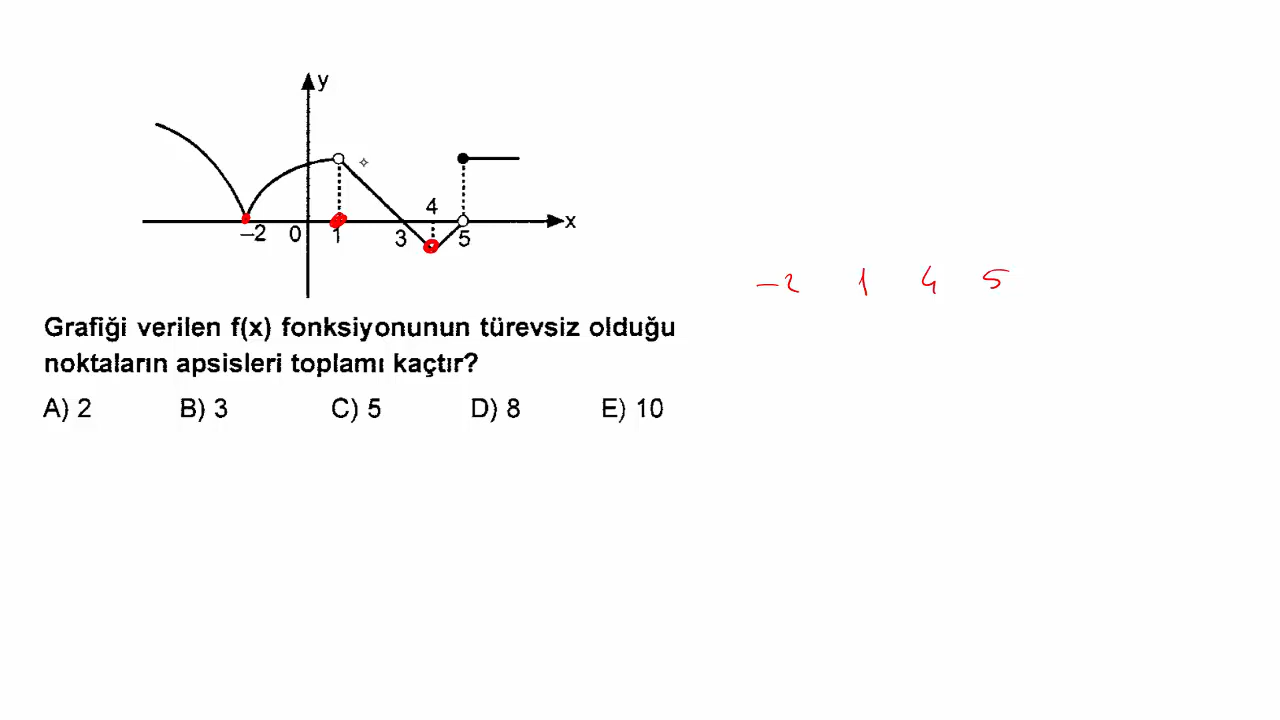 y
4
x
−2 0 1 3 5
−2 1 4 5
Grafiği verilen f(x) fonksiyonunun türevsiz olduğu
noktaların apsisleri toplamı kaçtır?
A) 2 B) 3 C) 5 D) 8 E) 10